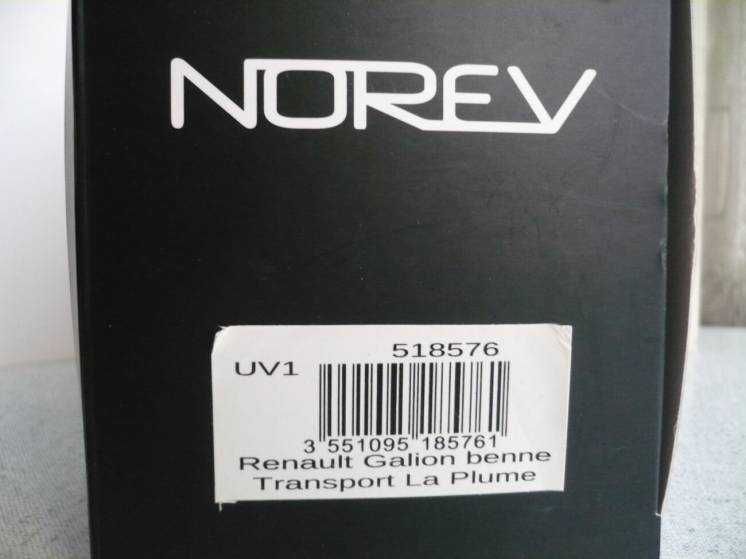 NOREV
518576
UV1
3 551095 185761
Renault Galion benne
Transport La Plume